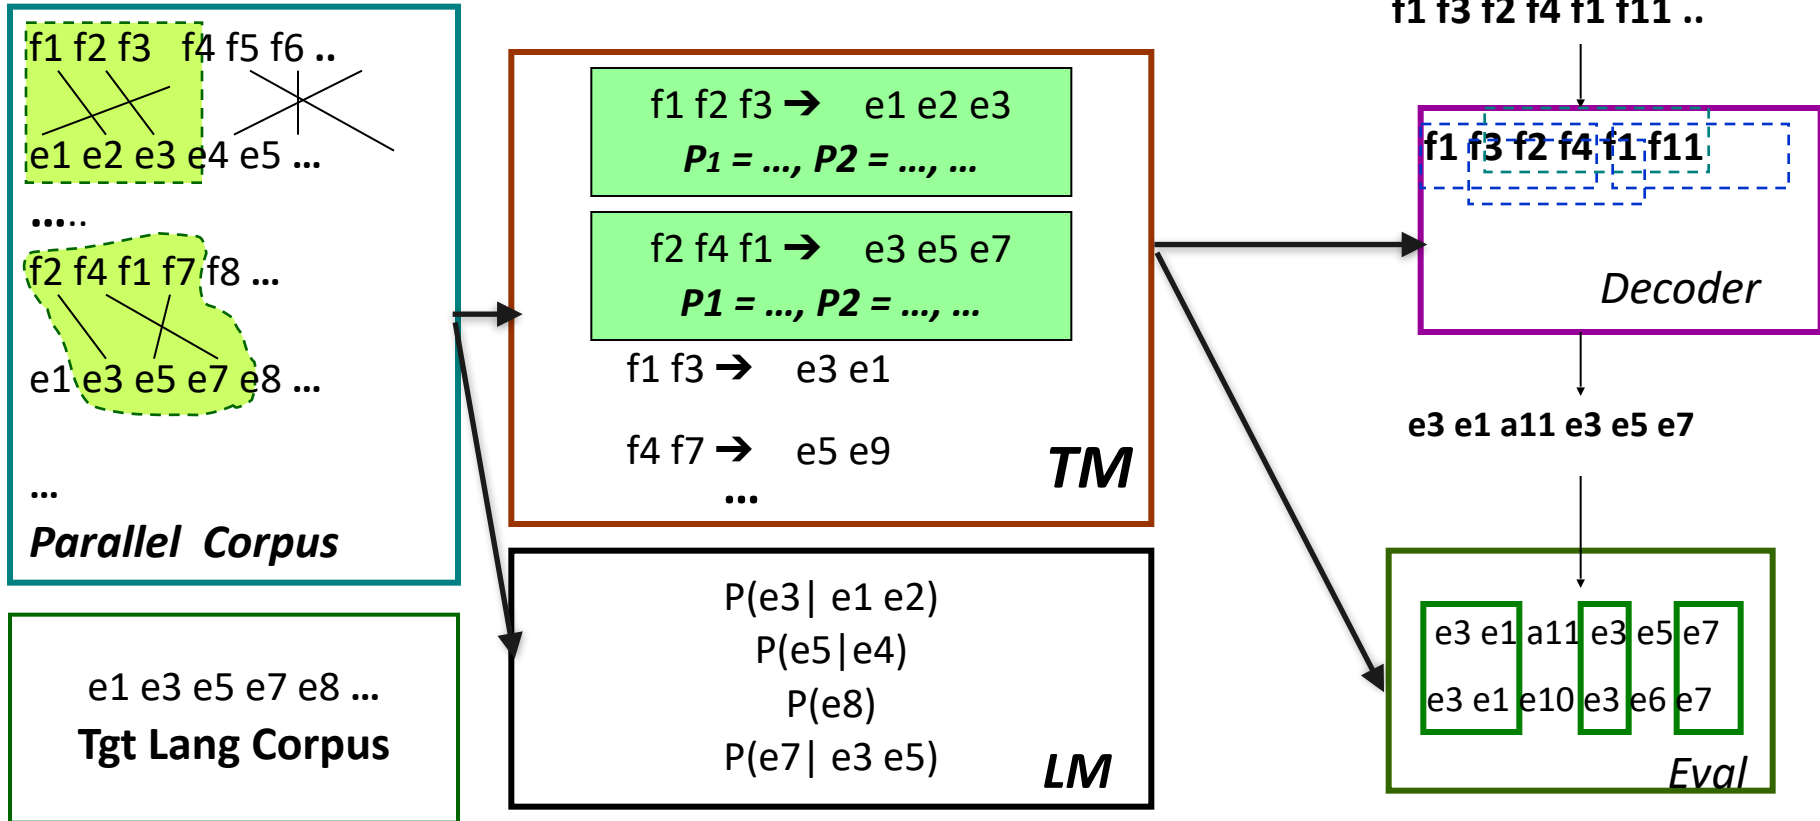 f1 f2 f3 f4 f5 f6 ..
e1 e2 e3 e4 e5 ...
.....
f2 f4 f1 f7 f8 ...
e1 e3 e5 e7 e8 ...
...
Parallel Corpus
e1 e3 e5 e7 e8 ...
Tgt Lang Corpus
f1 f2 f3 ➔ e1 e2 e3
P1 = ..., P2 = ..., ...
f2 f4 f1 ➔ e3 e5 e7
P1 = ..., P2 = ..., ...
f1 f3 ➔ e3 e1
f4 f7 ➔ e5 e9
...
TM
P(e3| e1 e2)
P(e5|e4)
P(e8)
P(e7| e3 e5)
LM
f1 f3 f2 f4 f1 f11 ..
f1 f3 f2 f4 f1 f11
Decoder
e3 e1 a11 e3 e5 e7
e3 e1 a11 e3 e5 e7
e3 e1 e10 e3 e6 e7
Eval